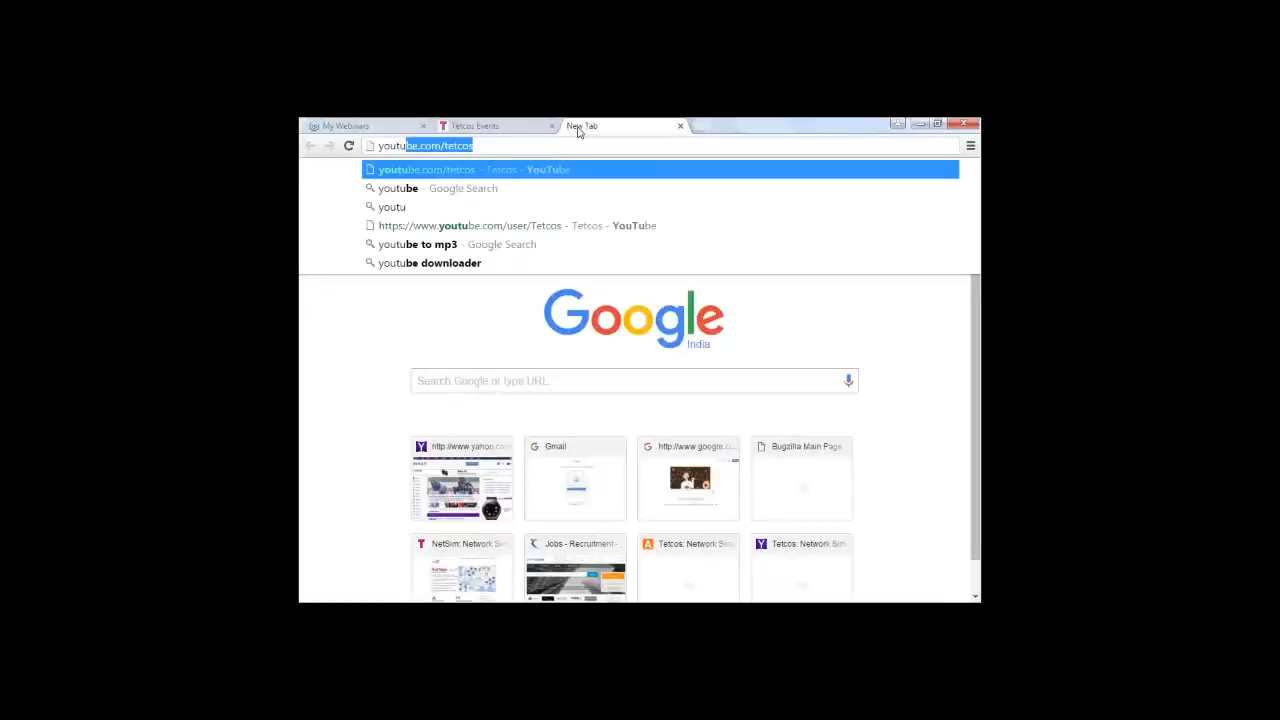 My Webinars
Tetcos Events
New Tab
youtube.com/tetcos
youtube.com/tetcos - Tetcos - YouTube
youtube - Google Search
youtu
https://www.youtube.com/user/Tetcos - Tetcos - YouTube
youtube to mp3 - Google Search
youtube downloader
Google
India
Search Google or type URL
http://www.yahoo.com
Gmail
http://www.google.c...
Bugzilla Main Page
NetSim: Network Si
Jobs - Recruitment -
Tetcos: Network Sim
Tetcos: Network Sim